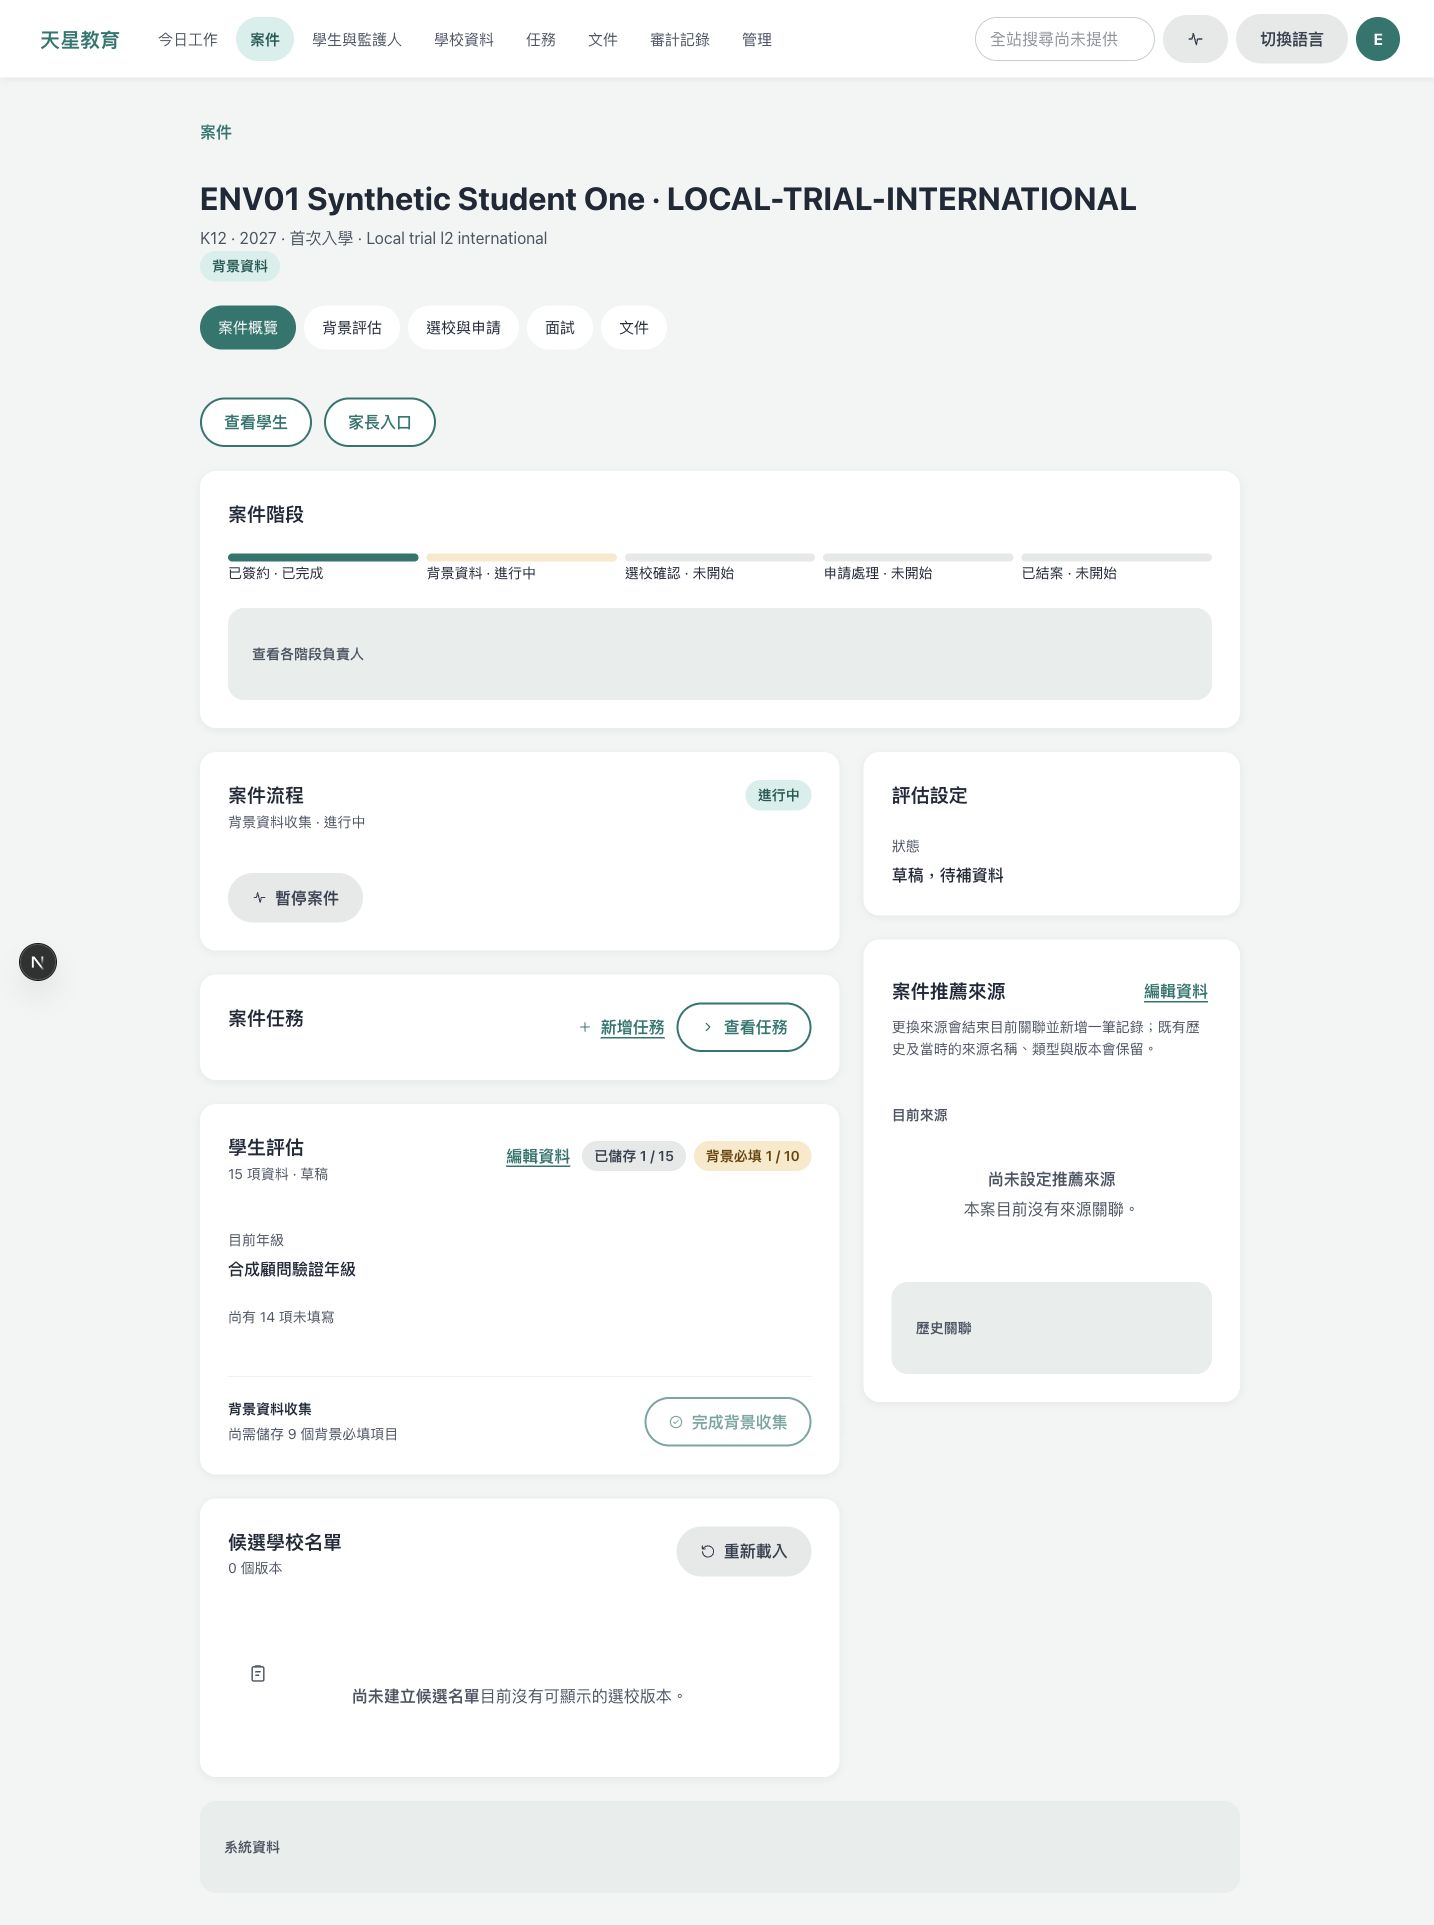 天星教育 今日工作 案件 學生與監護人 學校資料 任務 文件 審計記錄 管理 全站搜尋尚未提供 切換語言 E
案件
ENV01 Synthetic Student One · LOCAL-TRIAL-INTERNATIONAL
K12 · 2027 · 首次入學 · Local trial l2 international
背景資料
案件概覽 背景評估 選校與申請 面試 文件
查看學生 家長入口
案件階段
已簽約 · 已完成 背景資料 · 進行中 選校確認 · 未開始 申請處理 · 未開始 已結案 · 未開始
查看各階段負責人
案件流程 進行中
背景資料收集 · 進行中
暫停案件
案件任務 新增任務 查看任務
學生評估 編輯資料 已儲存 1 / 15 背景必填 1 / 10
15 項資料 · 草稿
目前年級
合成顧問驗證年級
尚有 14 項未填寫
背景資料收集
尚需儲存 9 個背景必填項目
完成背景收集
候選學校名單 重新載入
0 個版本
尚未建立候選名單目前沒有可顯示的選校版本。
評估設定
狀態
草稿，待補資料
案件推薦來源 編輯資料
更換來源會結束目前關聯並新增一筆記錄；既有歷
史及當時的來源名稱、類型與版本會保留。
目前來源
尚未設定推薦來源
本案目前沒有來源關聯。
歷史關聯
系統資料
N